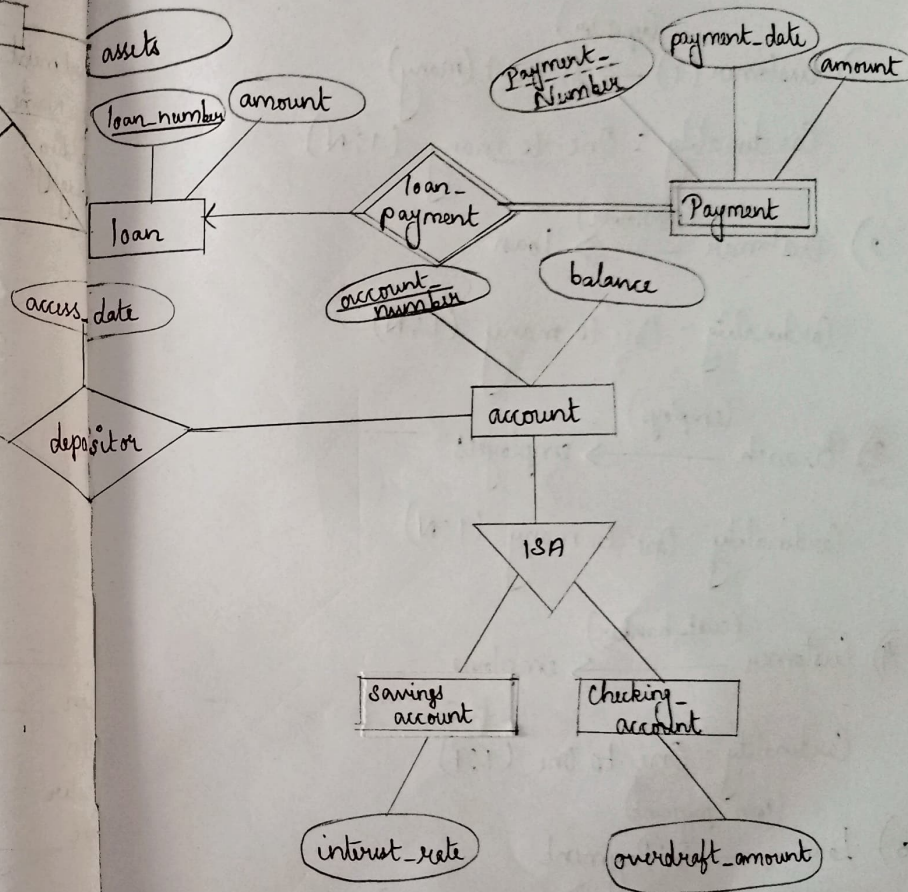 assets
payment_date
Payment_
Number
amount
loan_number
amount
loan_
payment
Payment
loan
account_
number
balance
access_date
account
depositor
ISA
savings
account
Checking_
account
interest_rate
overdraft_amount